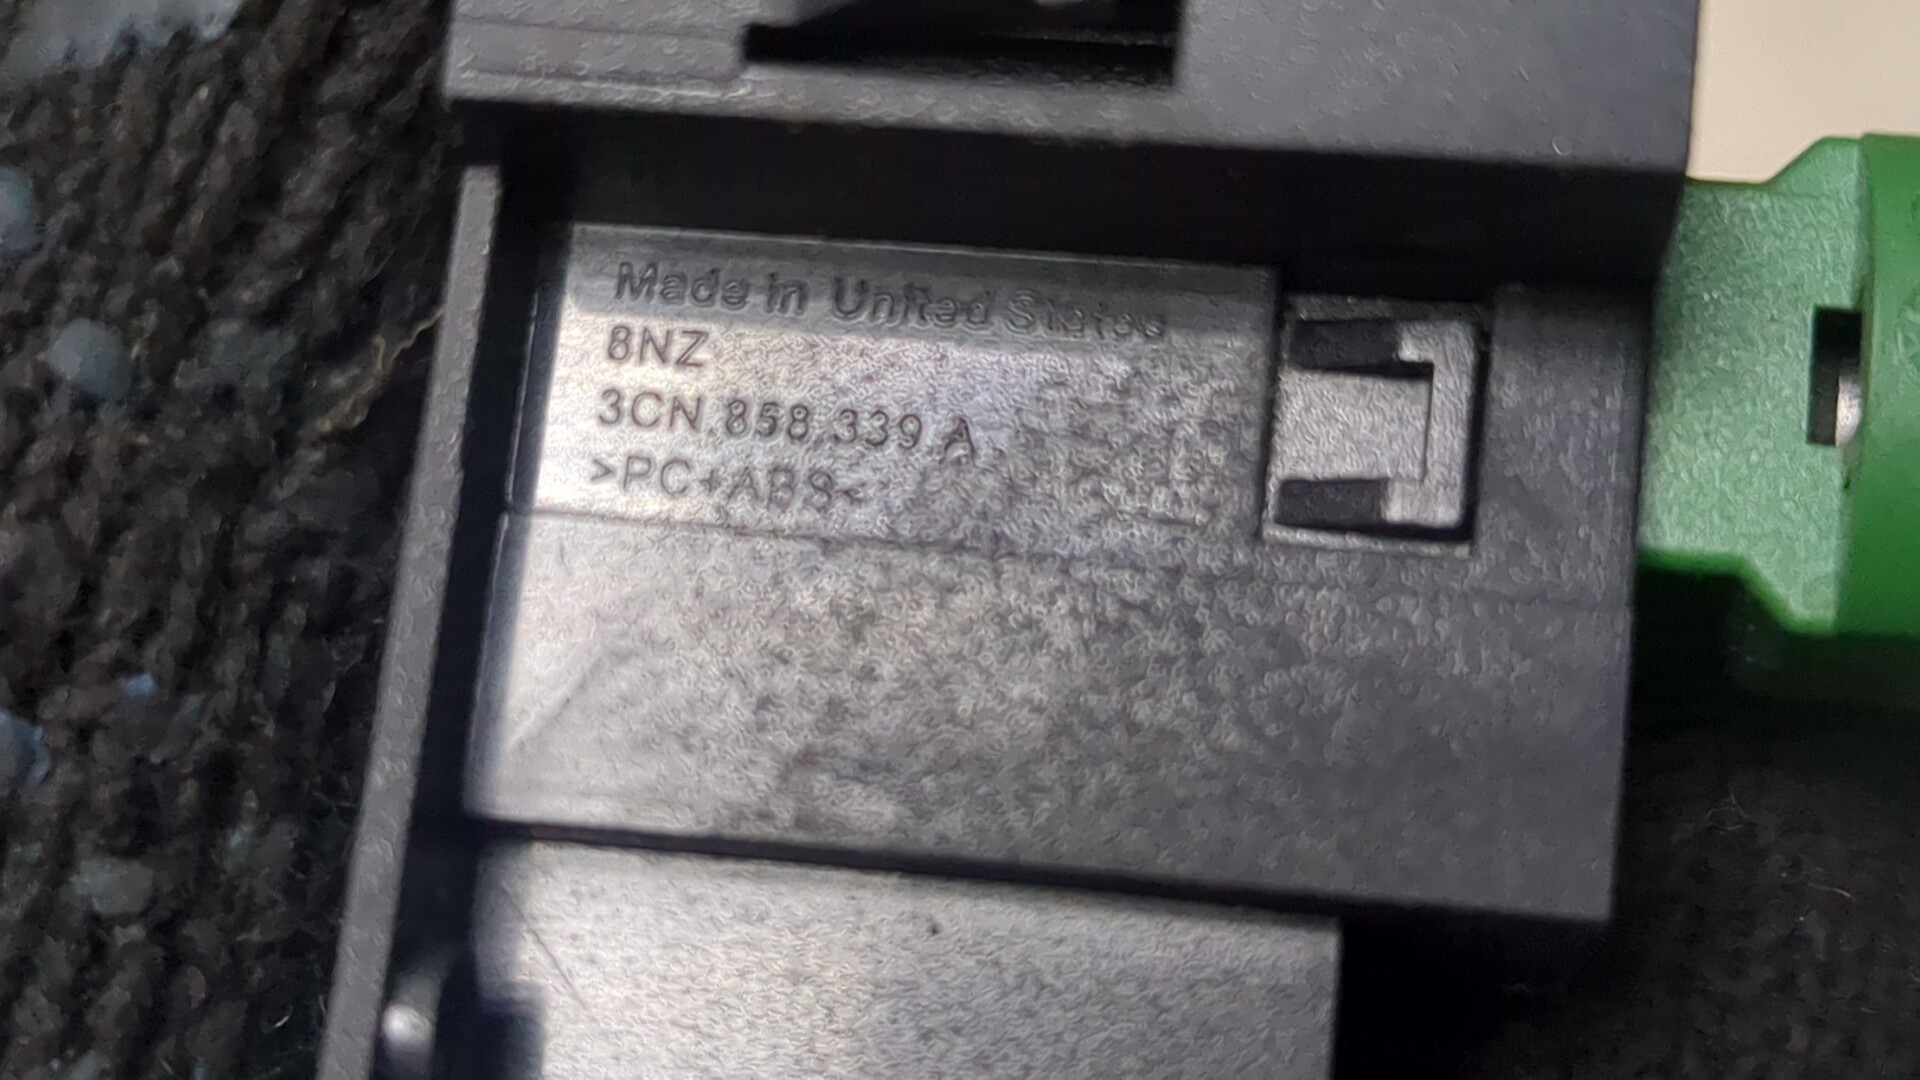 Made in United States
8NZ
3CN.858.339.A
>PC+ABS<